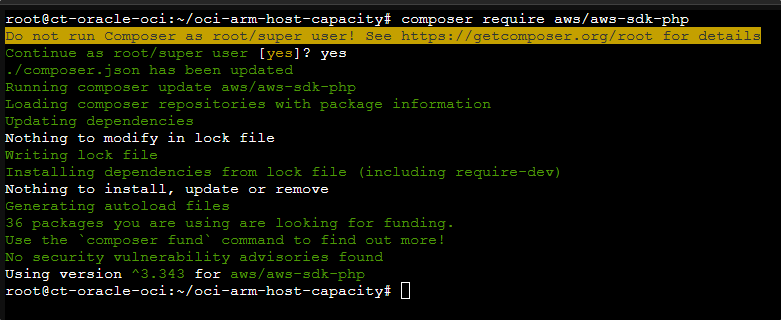 root@ct-oracle-oci:~/oci-arm-host-capacity# composer require aws/aws-sdk-php
Do not run Composer as root/super user! See https://getcomposer.org/root for details
Continue as root/super user [yes]? yes
./composer.json has been updated
Running composer update aws/aws-sdk-php
Loading composer repositories with package information
Updating dependencies
Nothing to modify in lock file
Writing lock file
Installing dependencies from lock file (including require-dev)
Nothing to install, update or remove
Generating autoload files
36 packages you are using are looking for funding.
Use the `composer fund` command to find out more!
No security vulnerability advisories found
Using version ^3.343 for aws/aws-sdk-php
root@ct-oracle-oci:~/oci-arm-host-capacity#